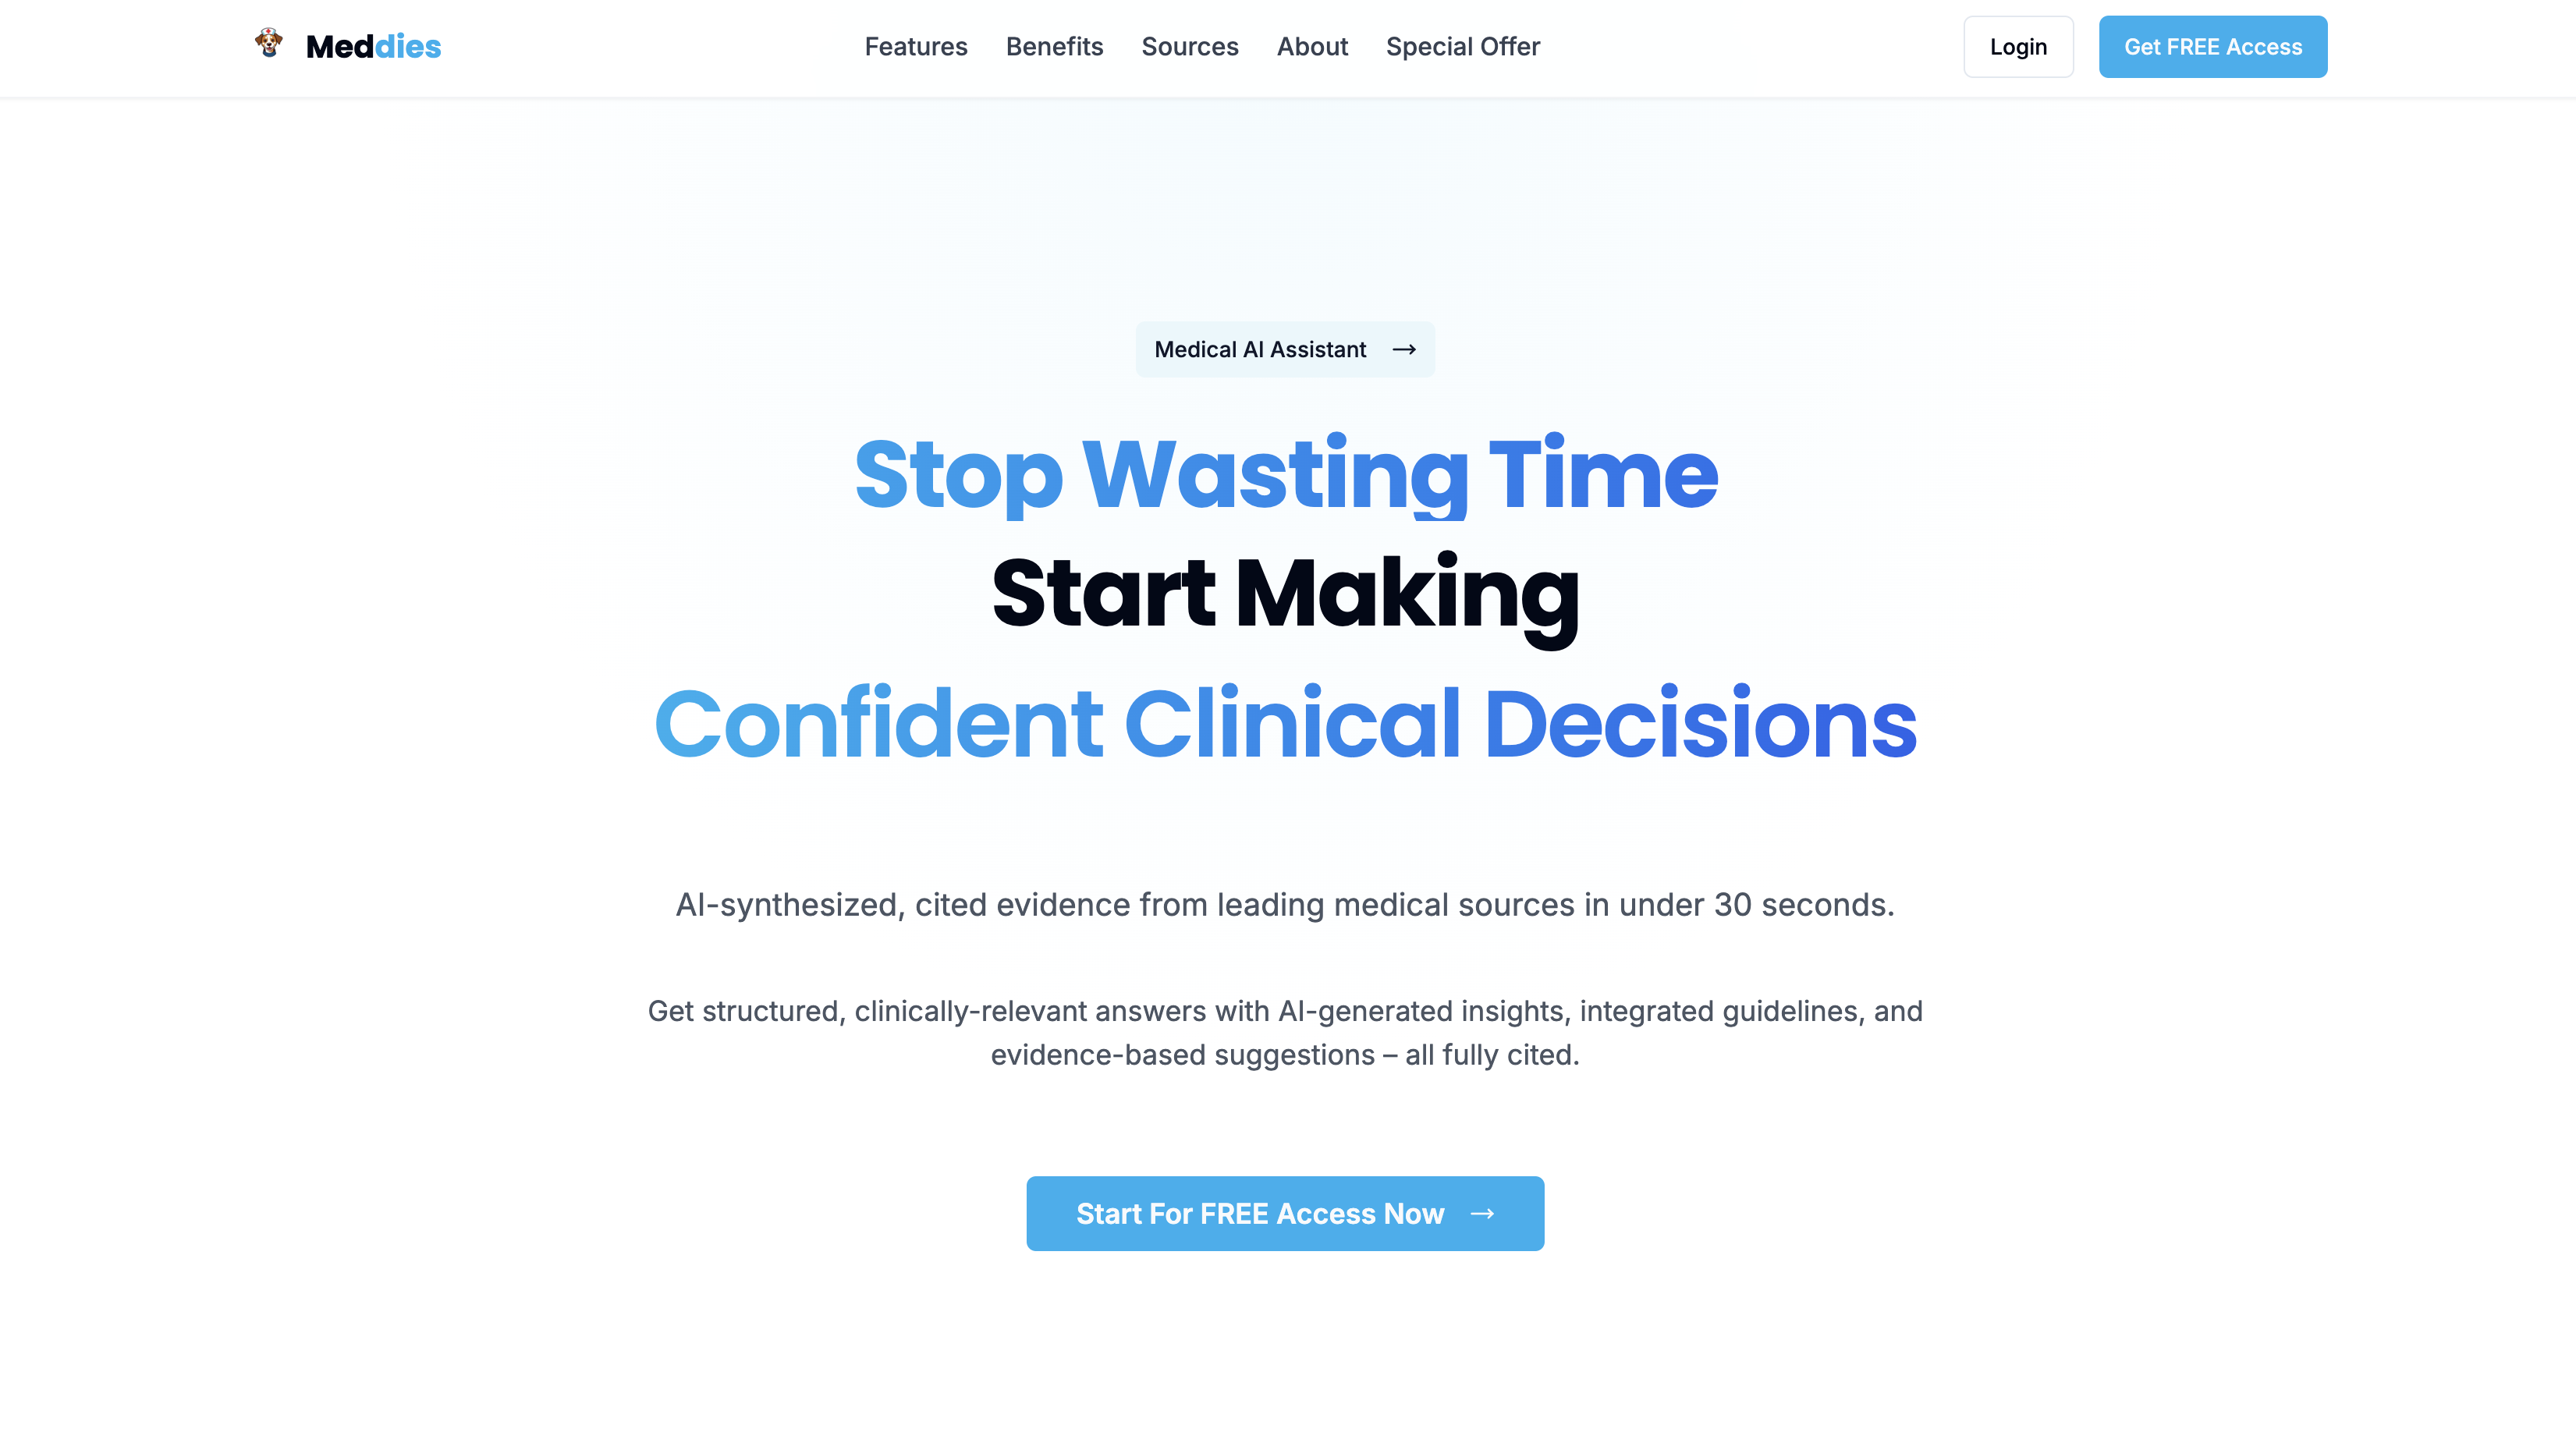 Meddies
Features
Benefits
Sources
About
Special Offer
Login
Get FREE Access
Medical AI Assistant →
Stop Wasting Time
Start Making
Confident Clinical Decisions
AI-synthesized, cited evidence from leading medical sources in under 30 seconds.
Get structured, clinically-relevant answers with AI-generated insights, integrated guidelines, and
evidence-based suggestions – all fully cited.
Start For FREE Access Now →